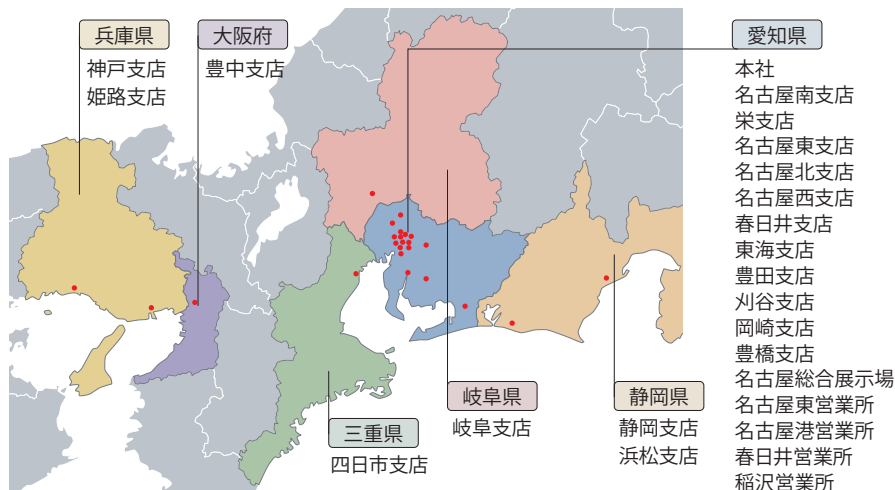 兵庫県
神戸支店
姫路支店
大阪府
豊中支店
愛知県
本社
名古屋南支店
栄支店
名古屋東支店
名古屋北支店
名古屋西支店
春日井支店
東海支店
豊田支店
刈谷支店
岡崎支店
豊橋支店
名古屋総合展示場
名古屋東営業所
名古屋港営業所
春日井営業所
稲沢営業所
三重県
四日市支店
岐阜県
岐阜支店
静岡県
静岡支店
浜松支店